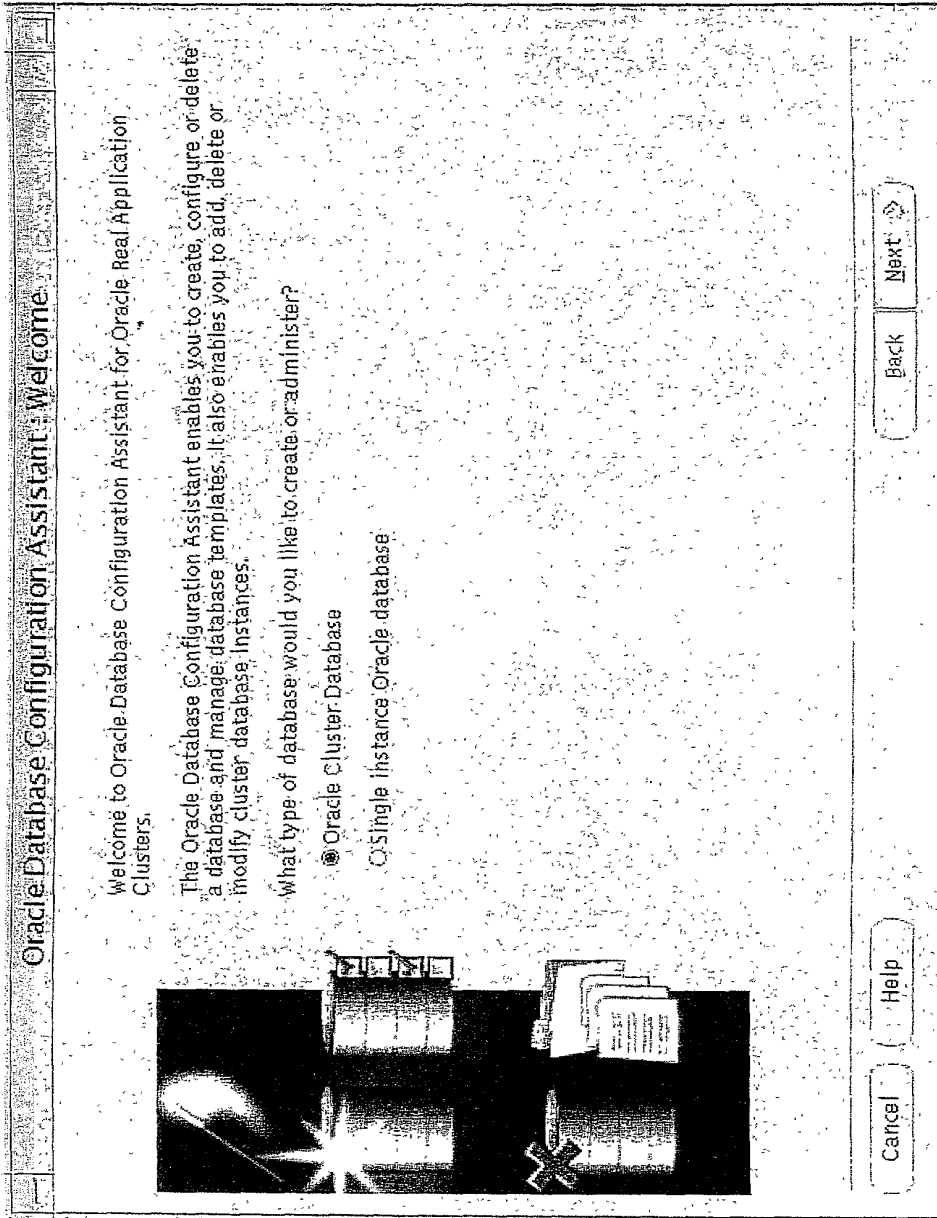 Oracle Database Configuration Assistant : Welcome
Welcome to Oracle Database Configuration Assistant for Oracle Real Application
Clusters.
The Oracle Database Configuration Assistant enables you to create, configure or delete
a database and manage database templates. It also enables you to add, delete or
modify cluster database instances.
What type of database would you like to create or administer?
Oracle Cluster Database
Single Instance Oracle database
Cancel
Help
Back
Next